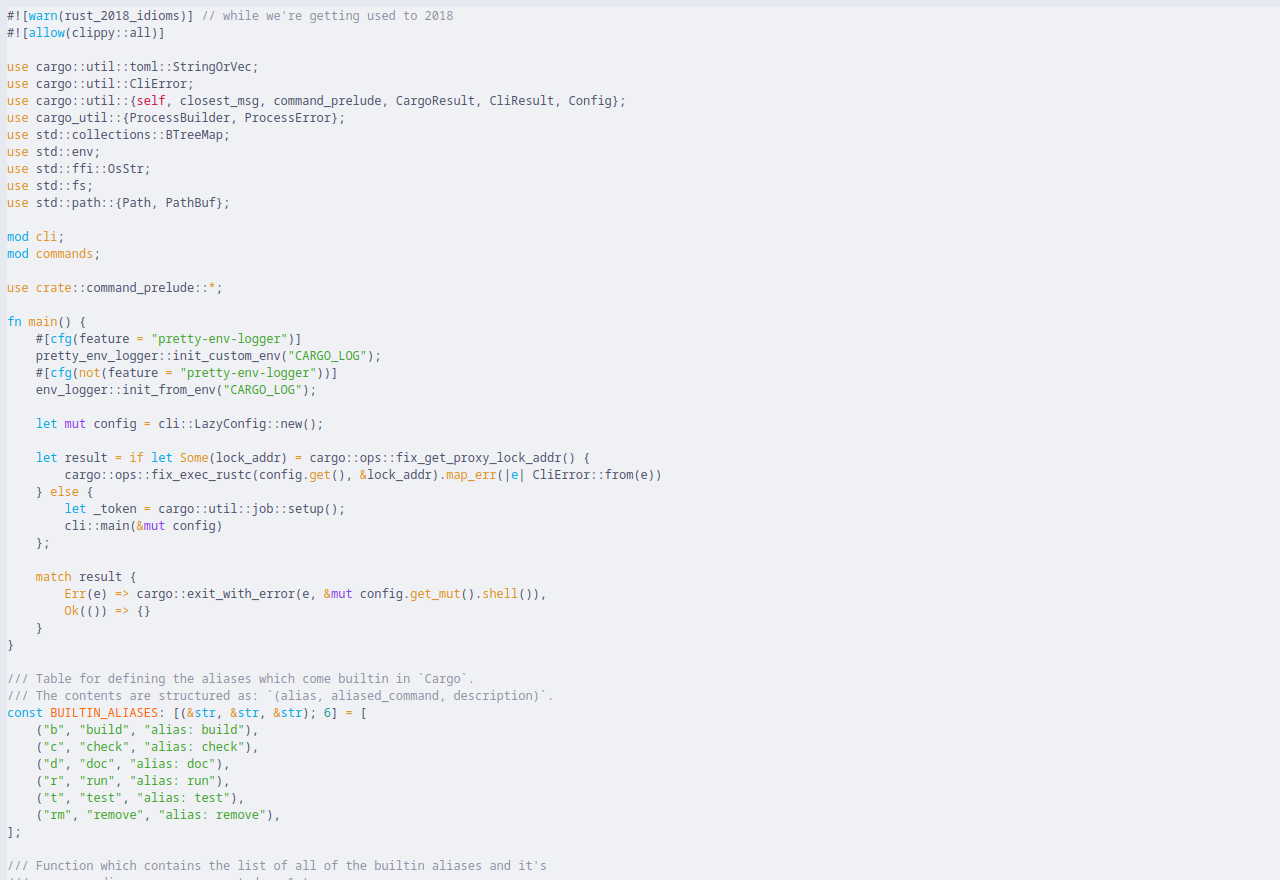 #![warn(rust_2018_idioms)] // while we're getting used to 2018
#![allow(clippy::all)]

use cargo::util::toml::StringOrVec;
use cargo::util::CliError;
use cargo::util::{self, closest_msg, command_prelude, CargoResult, CliResult, Config};
use cargo_util::{ProcessBuilder, ProcessError};
use std::collections::BTreeMap;
use std::env;
use std::ffi::OsStr;
use std::fs;
use std::path::{Path, PathBuf};

mod cli;
mod commands;

use crate::command_prelude::*;

fn main() {
    #[cfg(feature = "pretty-env-logger")]
    pretty_env_logger::init_custom_env("CARGO_LOG");
    #[cfg(not(feature = "pretty-env-logger"))]
    env_logger::init_from_env("CARGO_LOG");

    let mut config = cli::LazyConfig::new();

    let result = if let Some(lock_addr) = cargo::ops::fix_get_proxy_lock_addr() {
        cargo::ops::fix_exec_rustc(config.get(), &lock_addr).map_err(|e| CliError::from(e))
    } else {
        let _token = cargo::util::job::setup();
        cli::main(&mut config)
    };

    match result {
        Err(e) => cargo::exit_with_error(e, &mut config.get_mut().shell()),
        Ok(()) => {}
    }
}

/// Table for defining the aliases which come builtin in `Cargo`.
/// The contents are structured as: `(alias, aliased_command, description)`.
const BUILTIN_ALIASES: [(&str, &str, &str); 6] = [
    ("b", "build", "alias: build"),
    ("c", "check", "alias: check"),
    ("d", "doc", "alias: doc"),
    ("r", "run", "alias: run"),
    ("t", "test", "alias: test"),
    ("rm", "remove", "alias: remove"),
];

/// Function which contains the list of all of the builtin aliases and it's